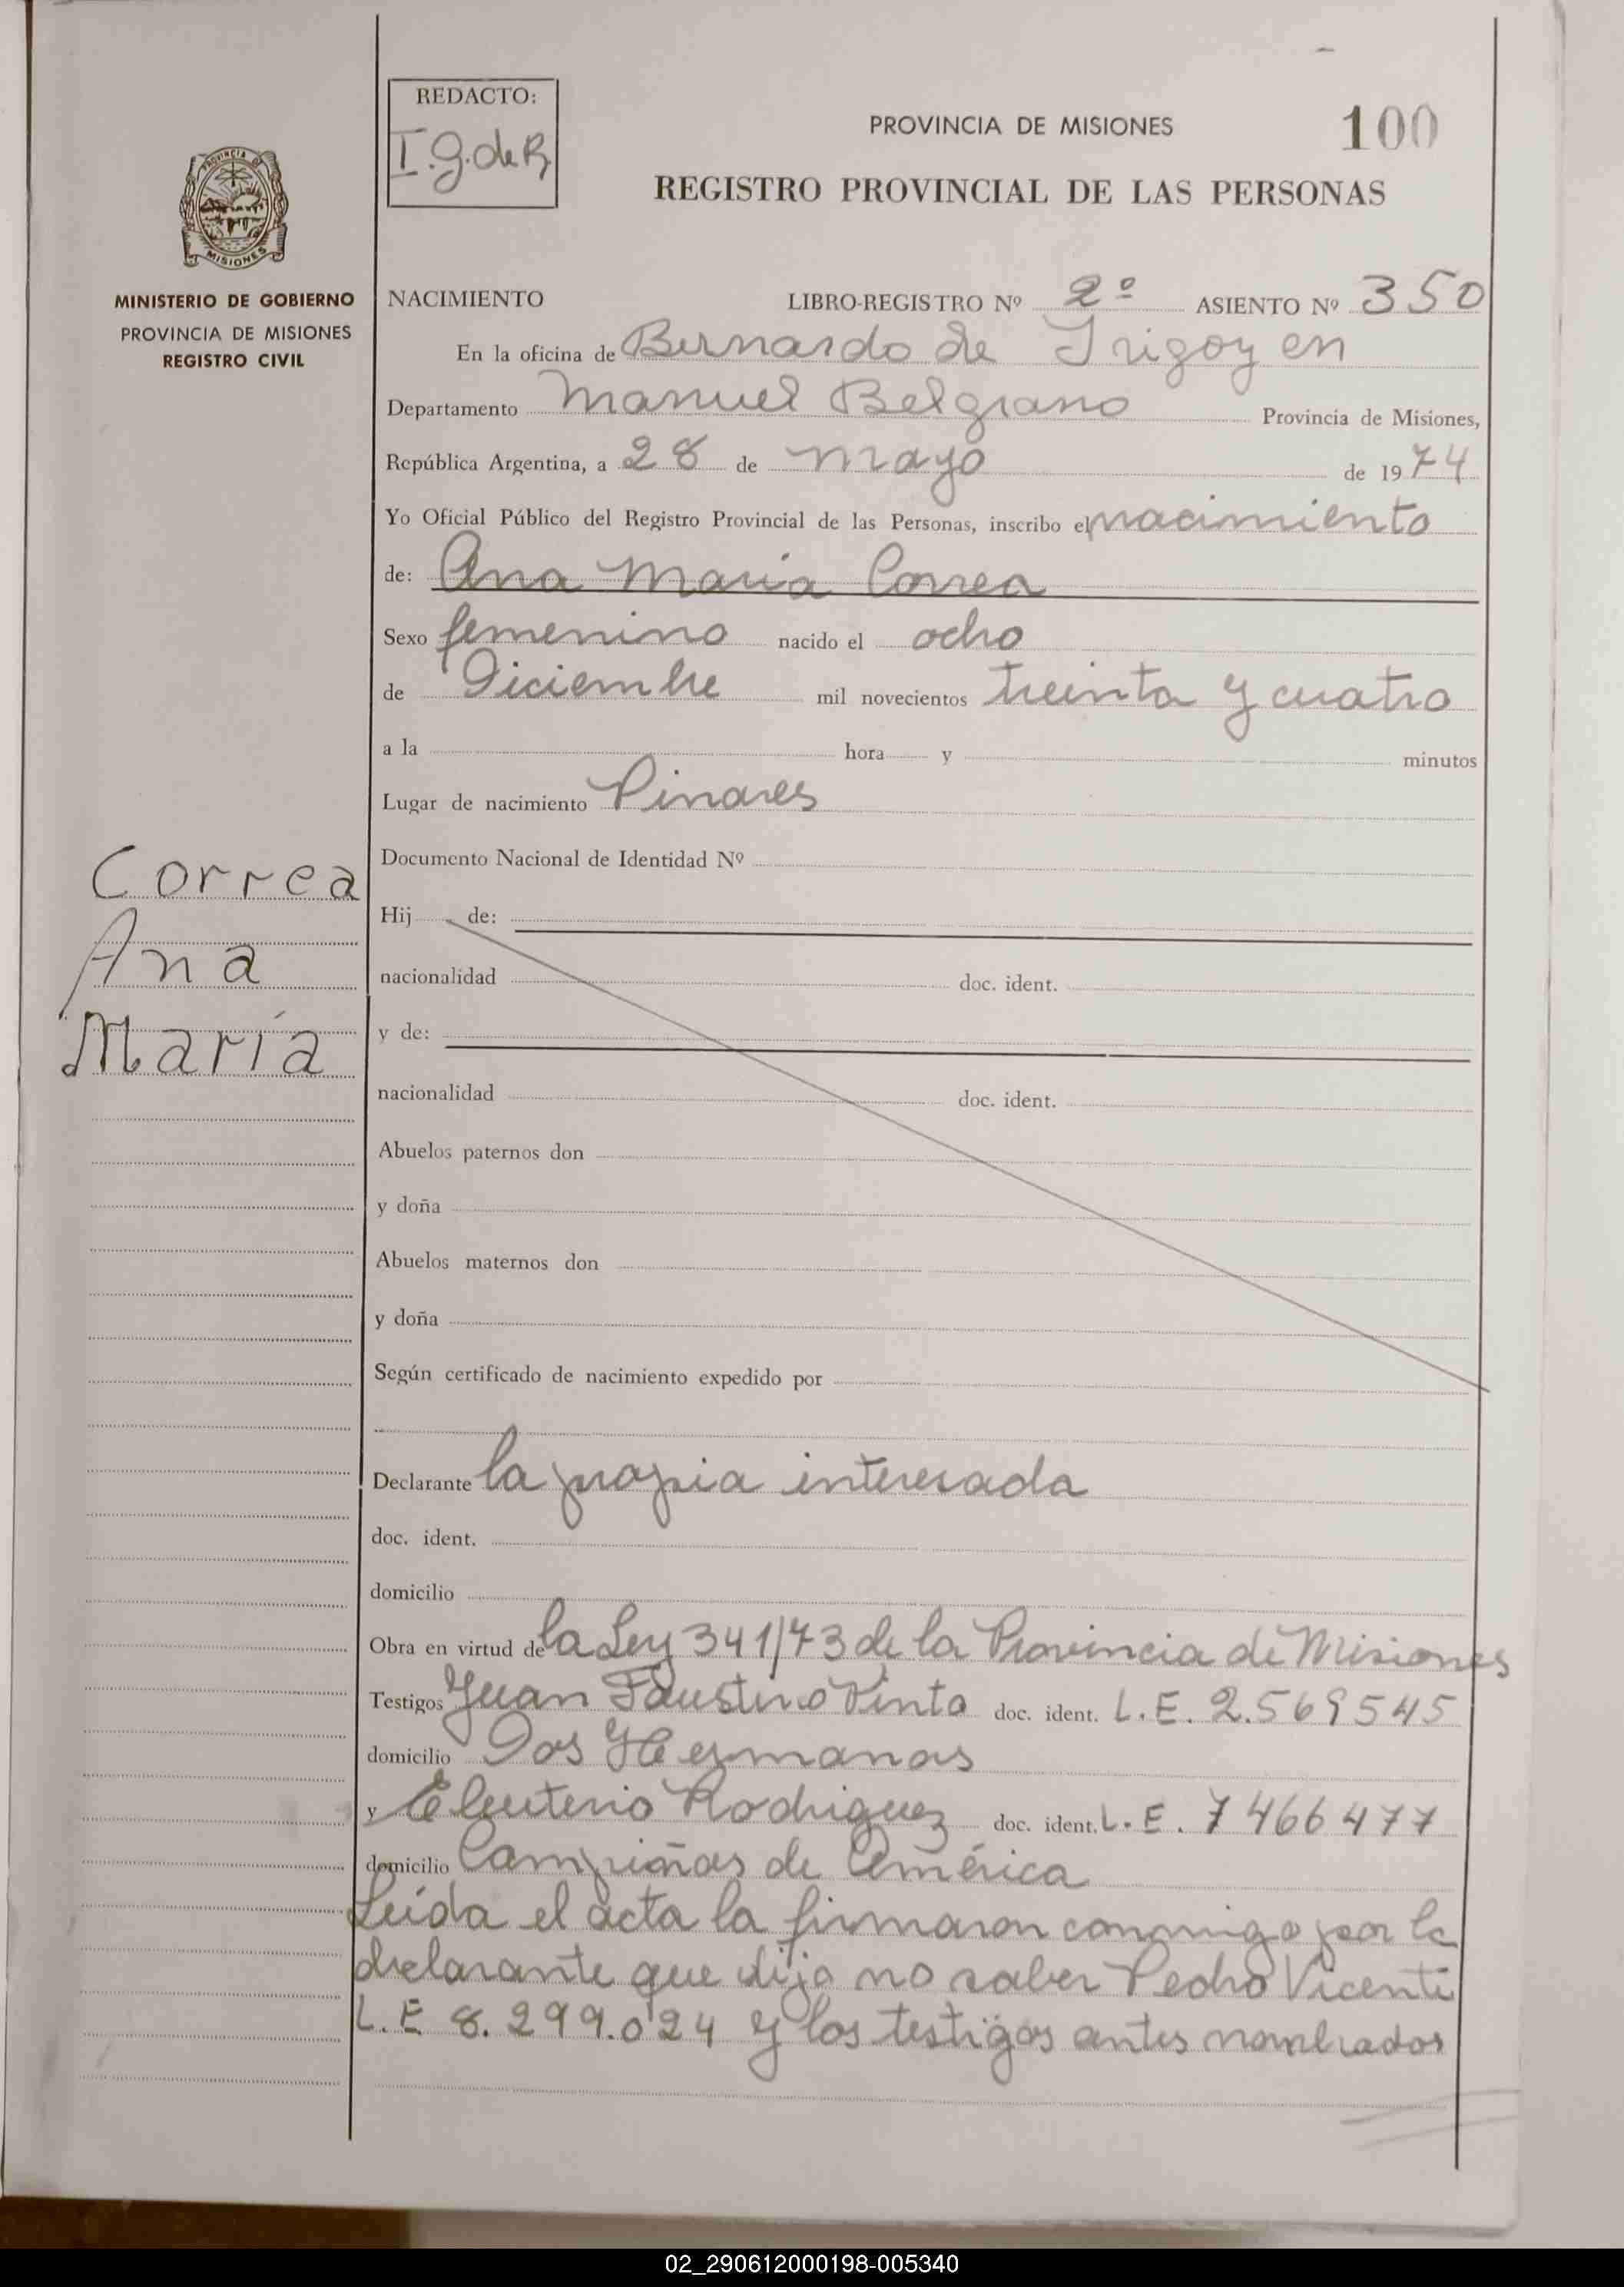 REDACTO:
I.G. de R
PROVINCIA DE MISIONES
100
REGISTRO PROVINCIAL DE LAS PERSONAS
PROVINCIA DE
MISIONES
MINISTERIO DE GOBIERNO
PROVINCIA DE MISIONES
REGISTRO CIVIL
NACIMIENTO LIBRO-REGISTRO Nº 2º ASIENTO Nº 350
En la oficina de Bernardo de Irigoyen
Departamento Manuel Belgrano Provincia de Misiones,
República Argentina, a 28 de mayo de 1974
Yo Oficial Público del Registro Provincial de las Personas, inscribo el nacimiento
de: Ana Maria Correa
Sexo femenino nacido el ocho
de Diciembre mil novecientos treinta y cuatro
a la hora y minutos
Lugar de nacimiento Pinares
Documento Nacional de Identidad Nº
Correa
Ana
María
Hij de:
nacionalidad doc. ident.
y de:
nacionalidad doc. ident.
Abuelos paternos don
y doña
Abuelos maternos don
y doña
Según certificado de nacimiento expedido por
Declarante la propia interesada
doc. ident.
domicilio
Obra en virtud de la Ley 341/73 de la Provincia de Misiones
Testigos Juan Faustino Pinto doc. ident. L.E. 2.569545
domicilio Dos Hermanas
y Eleuterio Rodriguez doc. ident. L.E. 7466477
domicilio Campiñas de América
Leída el acta la firmaron conmigo por la
declarante que dijo no saber Pedro Vicente
L.E 8.299.024 y los testigos antes nombrados
02_290612000198-005340